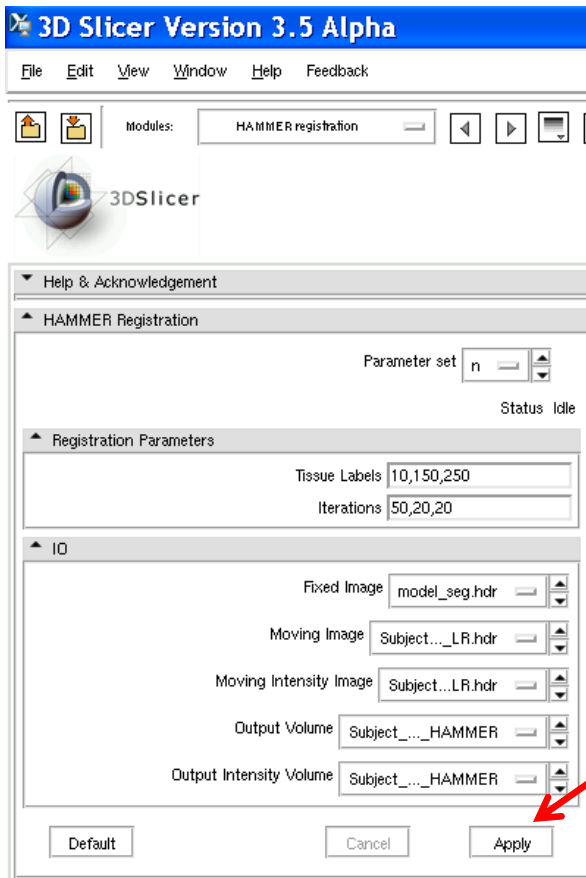 3D Slicer Version 3.5 Alpha
File Edit View Window Help Feedback
Modules: HAMMER registration
3DSlicer
Help & Acknowledgement
HAMMER Registration
Parameter set n
Status Idle
Registration Parameters
Tissue Labels 10,150,250
Iterations 50,20,20
IO
Fixed Image model_seg.hdr
Moving Image Subject..._LR.hdr
Moving Intensity Image Subject...LR.hdr
Output Volume Subject_..._HAMMER
Output Intensity Volume Subject_..._HAMMER
Default Cancel Apply